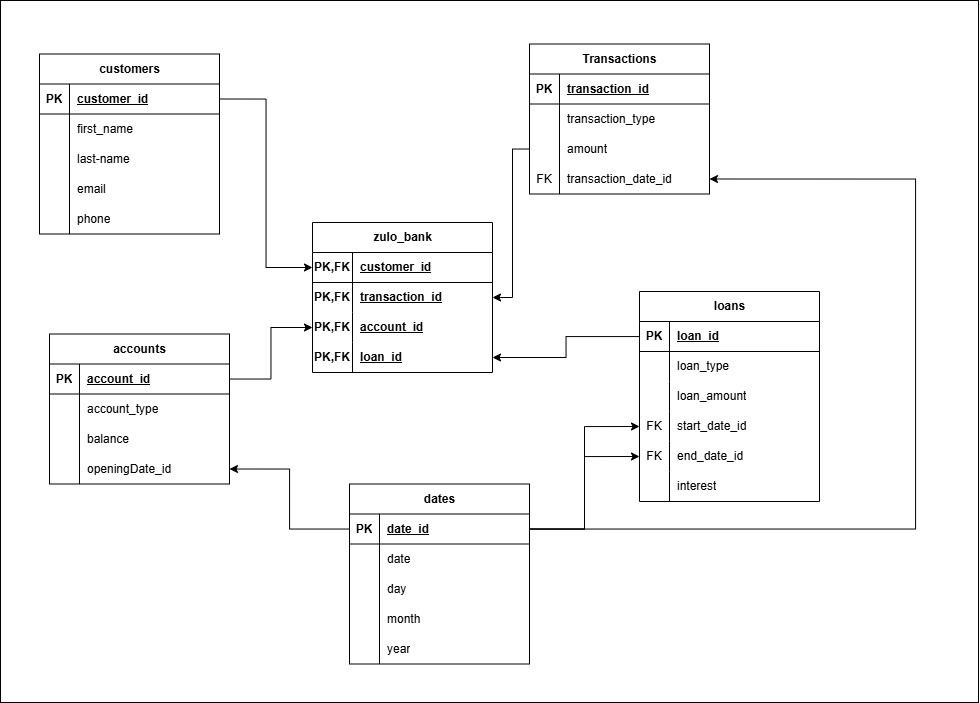 customers
PK customer_id
first_name
last-name
email
phone
Transactions
PK transaction_id
transaction_type
amount
FK transaction_date_id
zulo_bank
PK,FK customer_id
PK,FK transaction_id
PK,FK account_id
PK,FK loan_id
loans
PK loan_id
loan_type
loan_amount
FK start_date_id
FK end_date_id
interest
accounts
PK account_id
account_type
balance
openingDate_id
dates
PK date_id
date
day
month
year